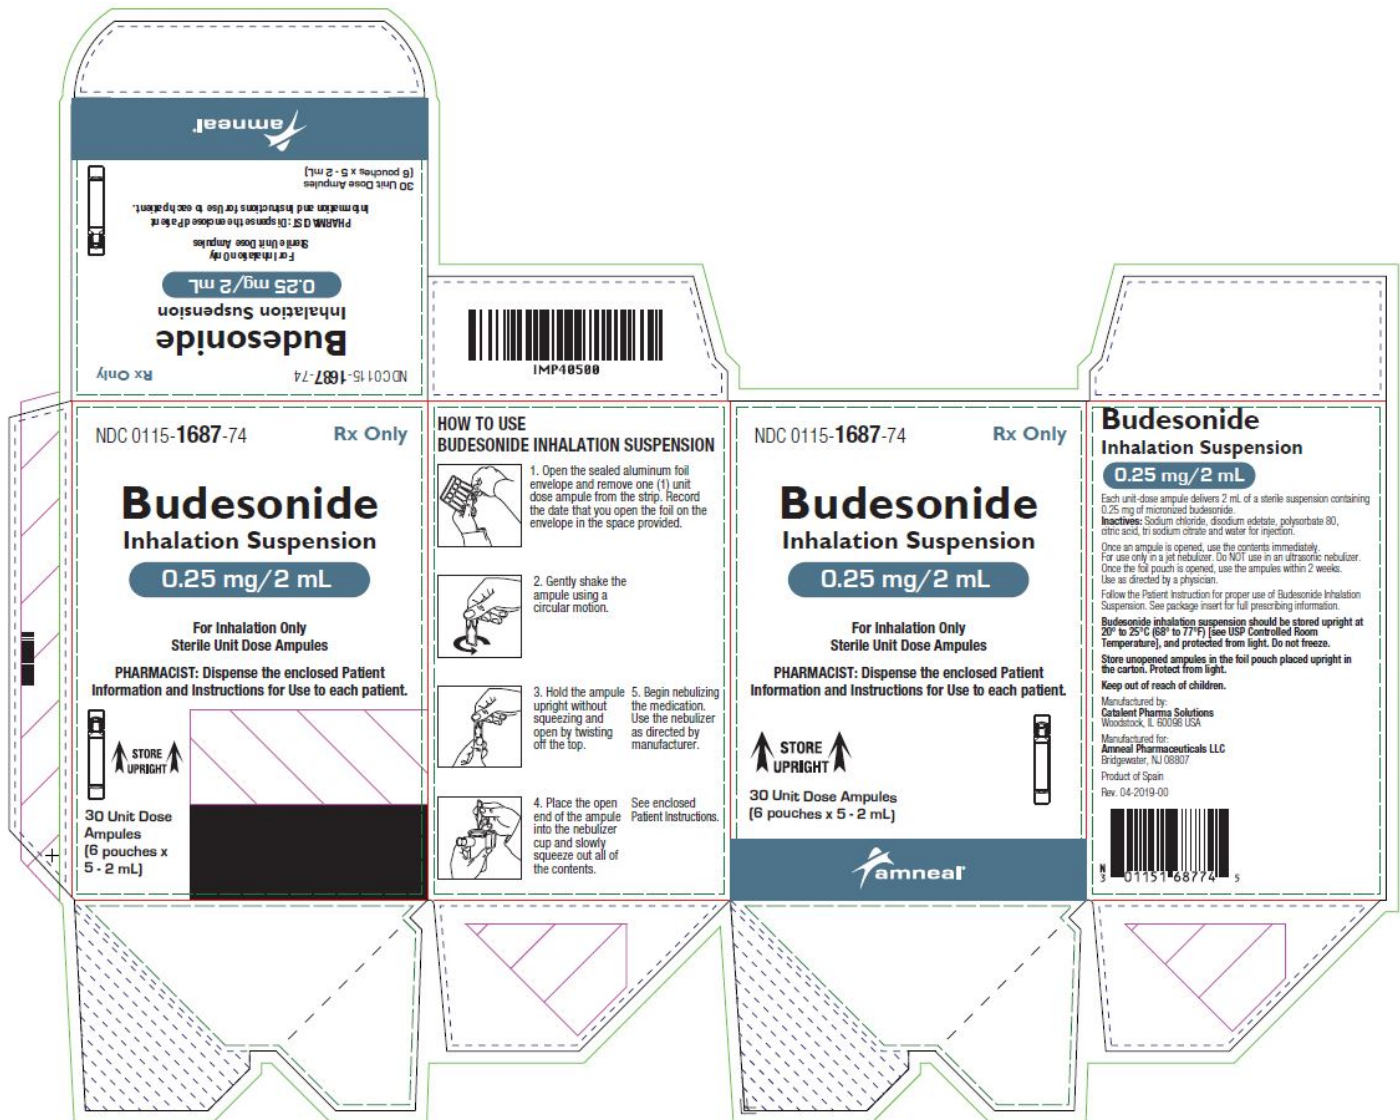 amneal
30 Unit Dose Ampules
(6 pouches x 5 - 2 mL)
PHARMACIST: Dispense the enclosed Patient
Information and Instructions for Use to each patient.
For Inhalation Only
Sterile Unit Dose Ampules
0.25 mg/2 mL
Budesonide
Inhalation Suspension
NDC 0115-1687-74
Rx Only
IMP40500
NDC 0115-1687-74
Rx Only
Budesonide
Inhalation Suspension
0.25 mg/2 mL
For Inhalation Only
Sterile Unit Dose Ampules
PHARMACIST: Dispense the enclosed Patient
Information and Instructions for Use to each patient.
STORE
UPRIGHT
30 Unit Dose
Ampules
(6 pouches x
5 - 2 mL)
HOW TO USE
BUDESONIDE INHALATION SUSPENSION
1. Open the sealed aluminum foil
envelope and remove one (1) unit
dose ampule from the strip. Record
the date that you open the foil on the
envelope in the space provided.
2. Gently shake the
ampule using a
circular motion.
3. Hold the ampule
upright without
squeezing and
open by twisting
off the top.
4. Place the open
end of the ampule
into the nebulizer
cup and slowly
squeeze out all of
the contents.
5. Begin nebulizing
the medication.
Use the nebulizer
as directed by
manufacturer.
See enclosed
Patient Instructions.
NDC 0115-1687-74
Rx Only
Budesonide
Inhalation Suspension
0.25 mg/2 mL
For Inhalation Only
Sterile Unit Dose Ampules
PHARMACIST: Dispense the enclosed Patient
Information and Instructions for Use to each patient.
STORE
UPRIGHT
30 Unit Dose Ampules
(6 pouches x 5 - 2 mL)
amneal
Budesonide
Inhalation Suspension
0.25 mg/2 mL
Each unit-dose ampule delivers 2 mL of a sterile suspension containing
0.25 mg of micronized budesonide.
Inactives: Sodium chloride, disodium edetate, polysorbate 80,
citric acid, tri sodium citrate and water for injection.
Once an ampule is opened, use the contents immediately.
For use only in a jet nebulizer. Do NOT use in an ultrasonic nebulizer.
Once the foil pouch is opened, use the ampules within 2 weeks.
Use as directed by a physician.
Follow the Patient Instruction for proper use of Budesonide Inhalation
Suspension. See package insert for full prescribing information.
Budesonide inhalation suspension should be stored upright at
20º to 25ºC (68º to 77ºF) [see USP Controlled Room
Temperature], and protected from light. Do not freeze.
Store unopened ampules in the foil pouch placed upright in
the carton. Protect from light.
Keep out of reach of children.
Manufactured by:
Catalent Pharma Solutions
Woodstock, IL 60098 USA
Manufactured for:
Amneal Pharmaceuticals LLC
Bridgewater, NJ 08807
Product of Spain
Rev. 04-2019-00
N
3 01151 68774 5